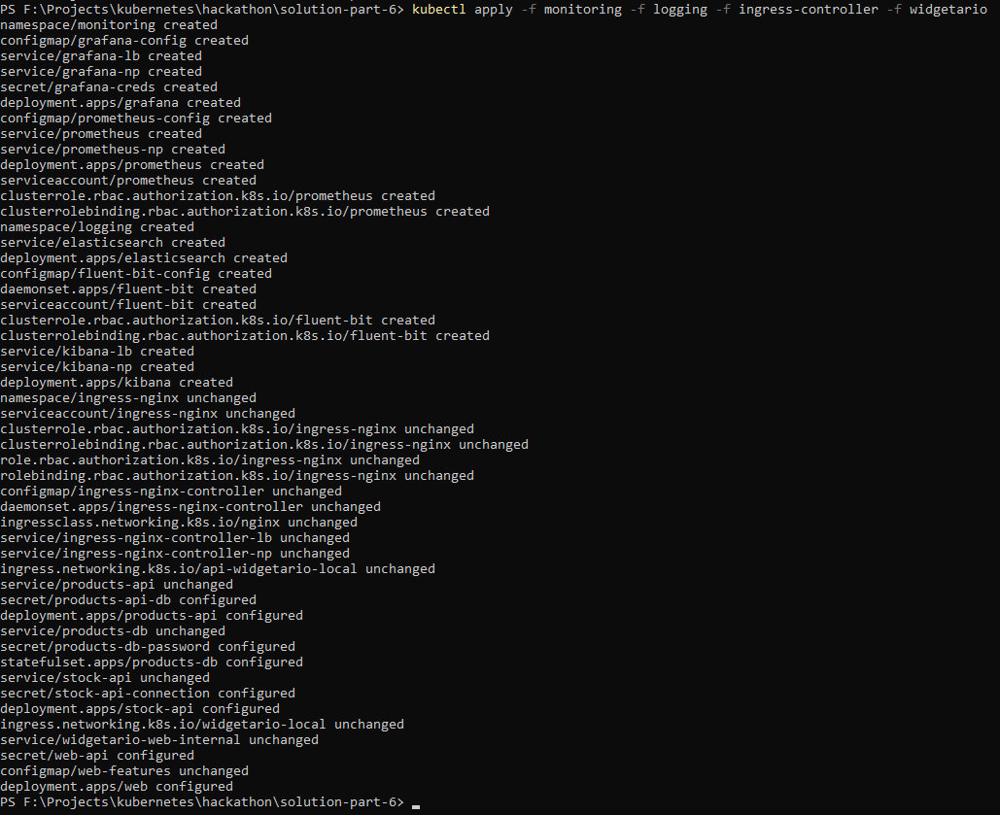 PS F:\Projects\kubernetes\hackathon\solution-part-6> kubectl apply -f monitoring -f logging -f ingress-controller -f widgetario
namespace/monitoring created
configmap/grafana-config created
service/grafana-lb created
service/grafana-np created
secret/grafana-creds created
deployment.apps/grafana created
configmap/prometheus-config created
service/prometheus created
service/prometheus-np created
deployment.apps/prometheus created
serviceaccount/prometheus created
clusterrole.rbac.authorization.k8s.io/prometheus created
clusterrolebinding.rbac.authorization.k8s.io/prometheus created
namespace/logging created
service/elasticsearch created
deployment.apps/elasticsearch created
configmap/fluent-bit-config created
daemonset.apps/fluent-bit created
serviceaccount/fluent-bit created
clusterrole.rbac.authorization.k8s.io/fluent-bit created
clusterrolebinding.rbac.authorization.k8s.io/fluent-bit created
service/kibana-lb created
service/kibana-np created
deployment.apps/kibana created
namespace/ingress-nginx unchanged
serviceaccount/ingress-nginx unchanged
clusterrole.rbac.authorization.k8s.io/ingress-nginx unchanged
clusterrolebinding.rbac.authorization.k8s.io/ingress-nginx unchanged
role.rbac.authorization.k8s.io/ingress-nginx unchanged
rolebinding.rbac.authorization.k8s.io/ingress-nginx unchanged
configmap/ingress-nginx-controller unchanged
daemonset.apps/ingress-nginx-controller unchanged
ingressclass.networking.k8s.io/nginx unchanged
service/ingress-nginx-controller-lb unchanged
service/ingress-nginx-controller-np unchanged
ingress.networking.k8s.io/api-widgetario-local unchanged
service/products-api unchanged
secret/products-api-db configured
deployment.apps/products-api configured
service/products-db unchanged
secret/products-db-password configured
statefulset.apps/products-db configured
service/stock-api unchanged
secret/stock-api-connection configured
deployment.apps/stock-api configured
ingress.networking.k8s.io/widgetario-local unchanged
service/widgetario-web-internal unchanged
secret/web-api configured
configmap/web-features unchanged
deployment.apps/web configured
PS F:\Projects\kubernetes\hackathon\solution-part-6>